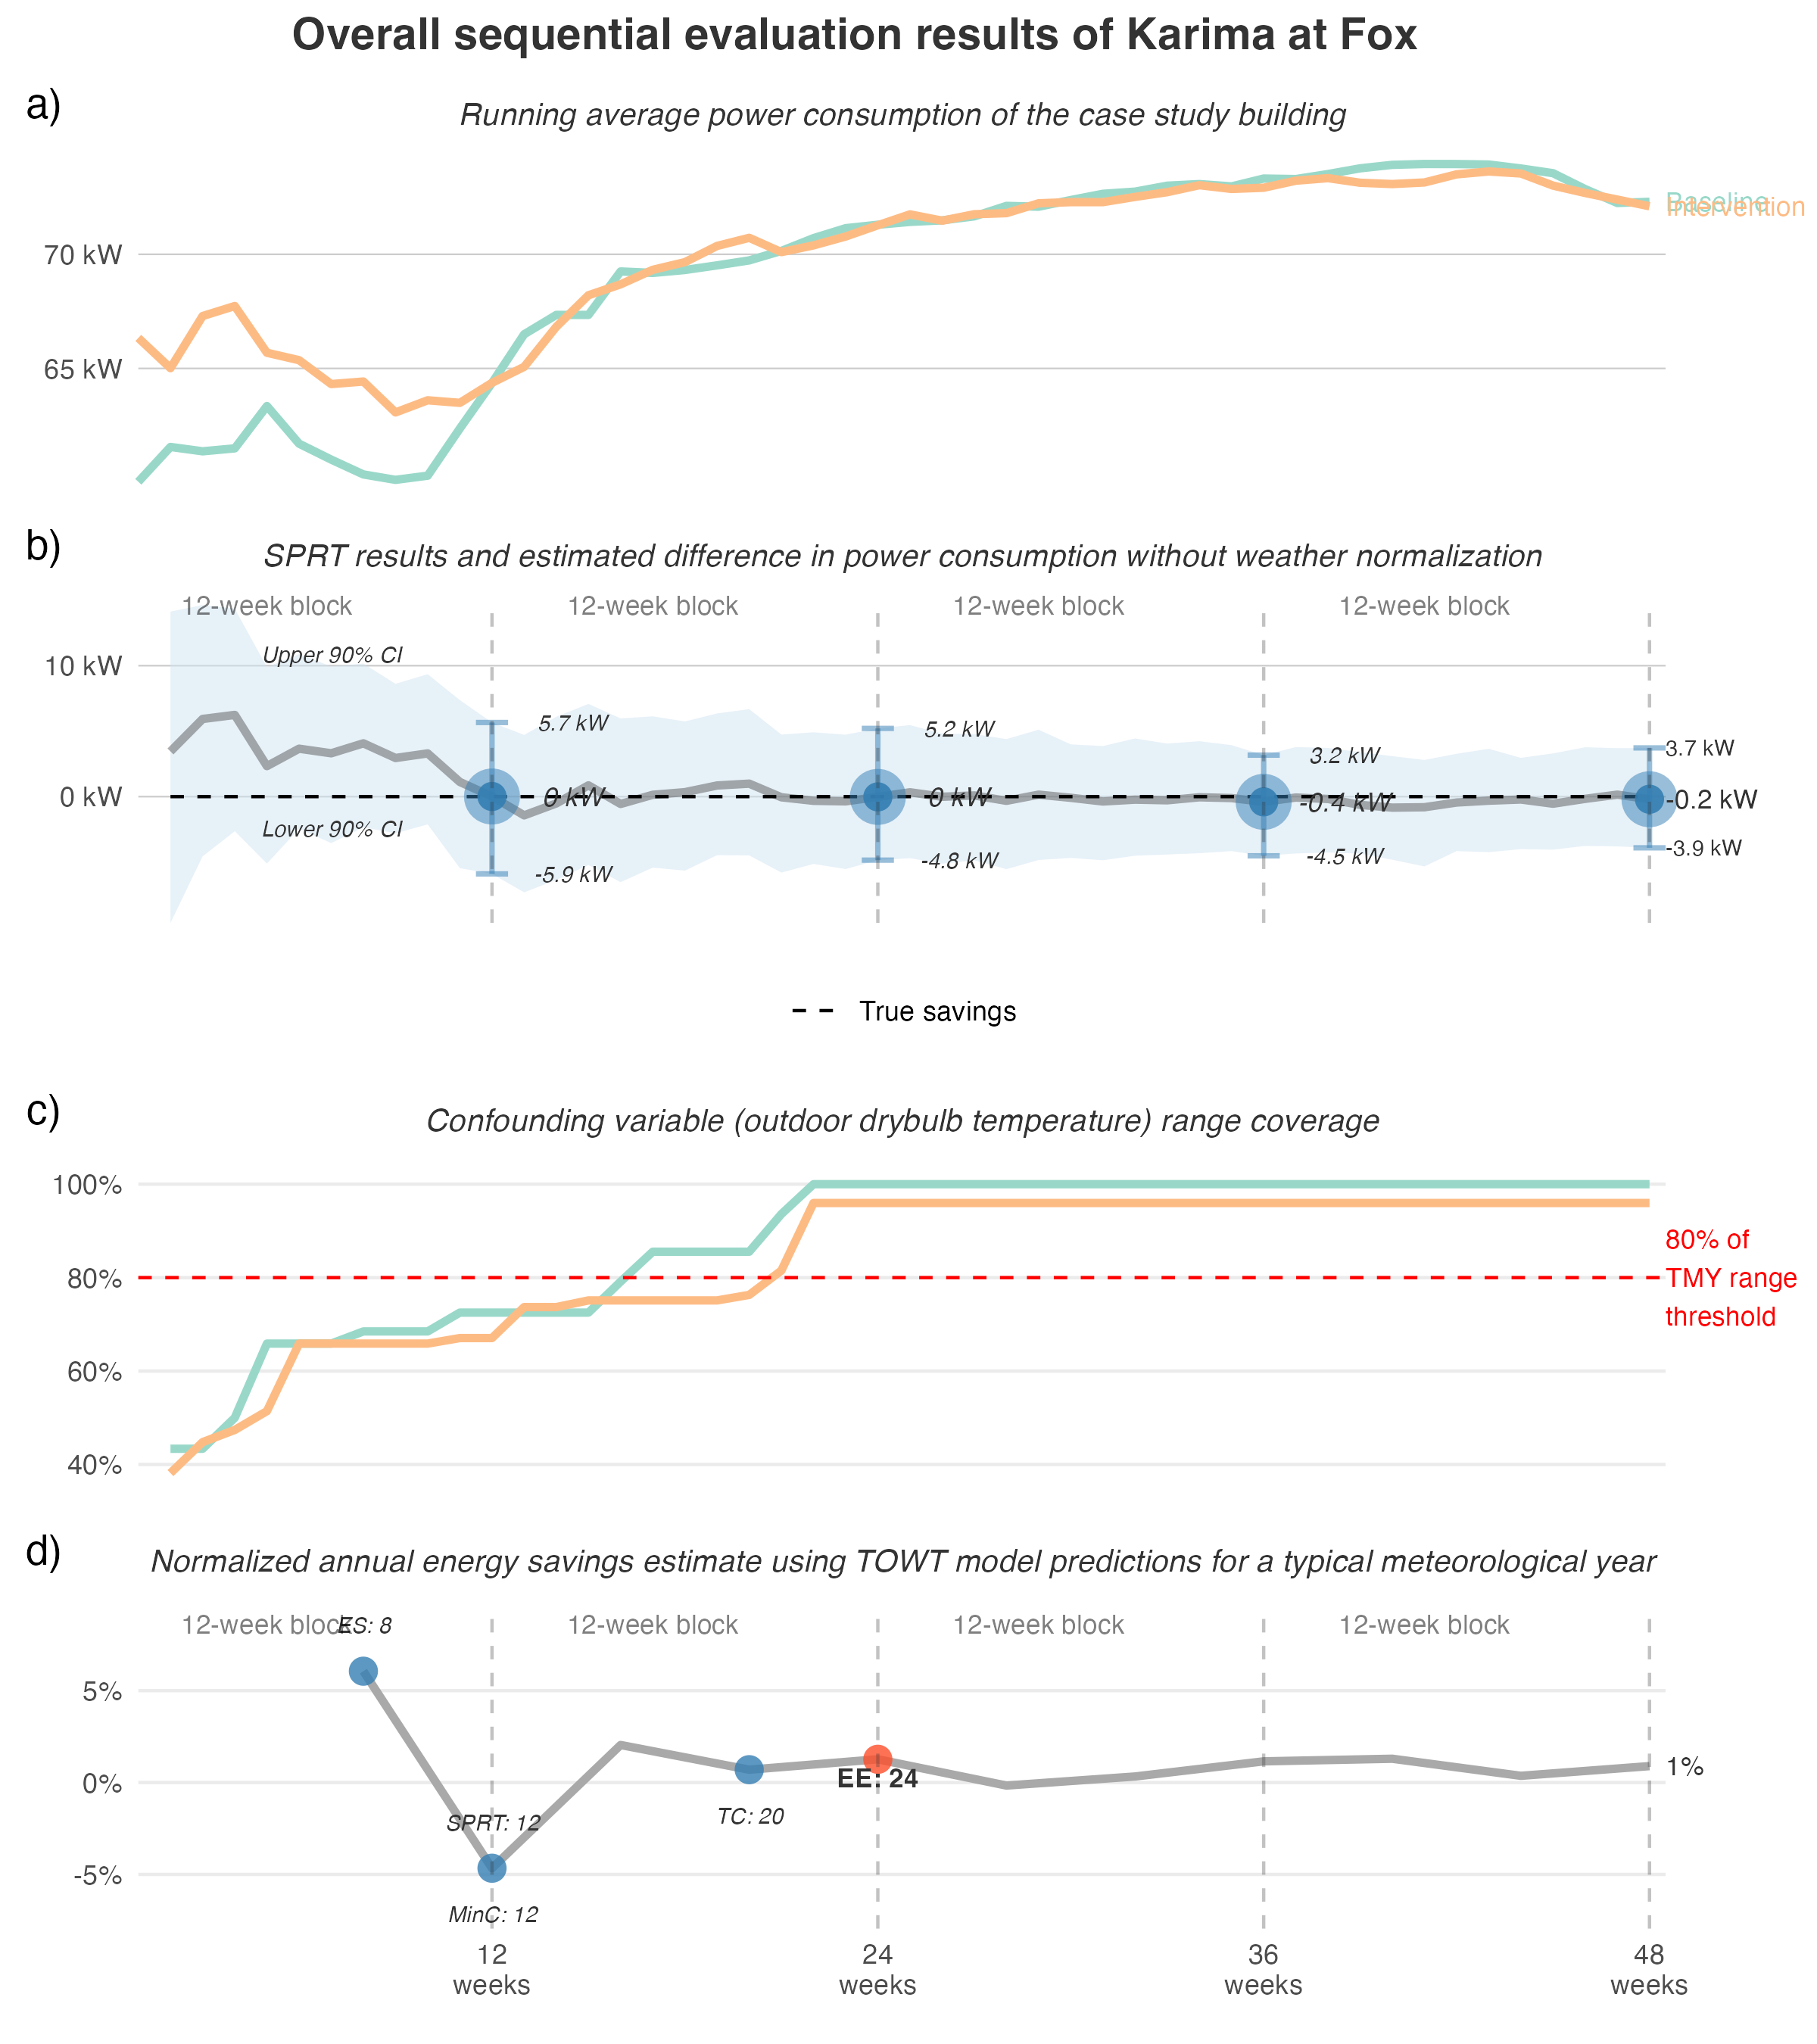 Overall sequential evaluation results of Karima at Fox
a)
Running average power consumption of the case study building
70 kW
65 kW
Baseline
Intervention
b)
SPRT results and estimated difference in power consumption without weather normalization
12-week block 12-week block 12-week block 12-week block
10 kW
0 kW
Upper 90% CI
Lower 90% CI
5.7 kW
0 kW
-5.9 kW
5.2 kW
0 kW
-4.8 kW
3.2 kW
-0.4 kW
-4.5 kW
3.7 kW
-0.2 kW
-3.9 kW
True savings
c)
Confounding variable (outdoor drybulb temperature) range coverage
100%
80%
60%
40%
80% of
TMY range
threshold
d)
Normalized annual energy savings estimate using TOWT model predictions for a typical meteorological year
12-week block 12-week block 12-week block 12-week block
ES: 8
5%
0%
-5%
SPRT: 12
MinC: 12
TC: 20
EE: 24
1%
12
weeks
24
weeks
36
weeks
48
weeks